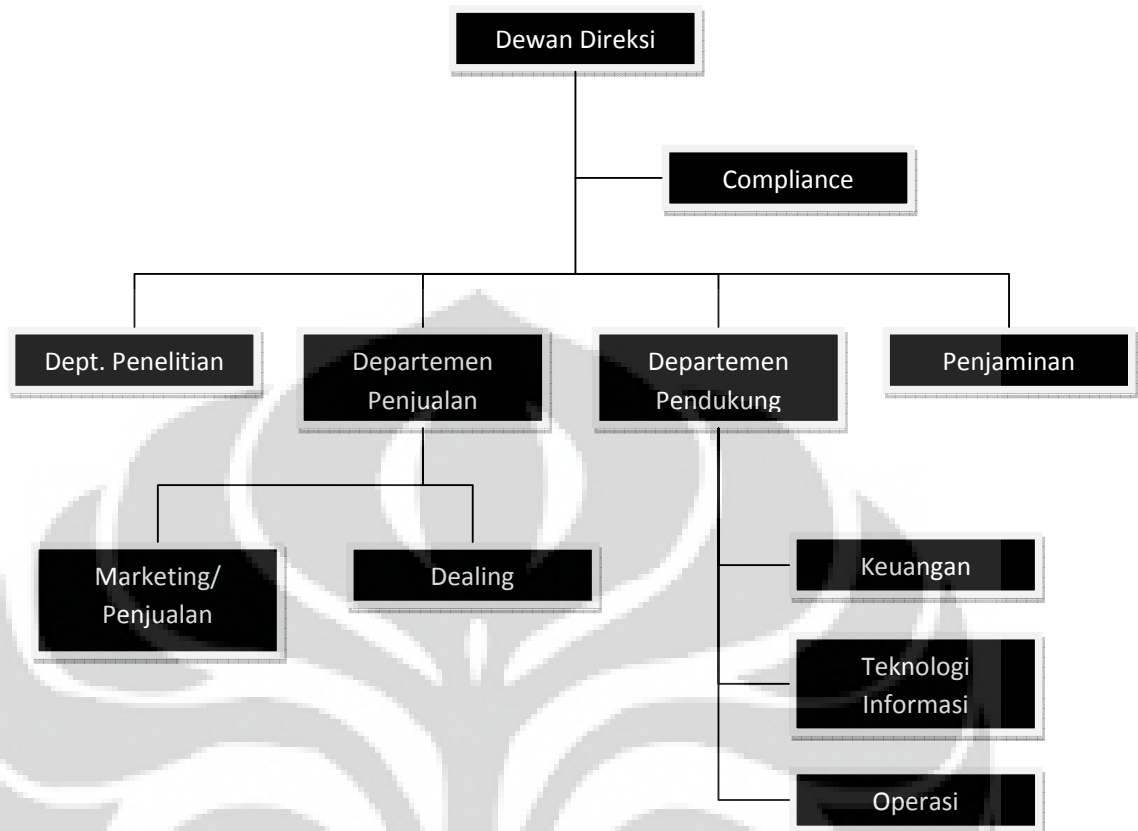 Dewan Direksi
Compliance
Dept. Penelitian
Departemen
Penjualan
Departemen
Pendukung
Penjaminan
Marketing/
Penjualan
Dealing
Keuangan
Teknologi
Informasi
Operasi